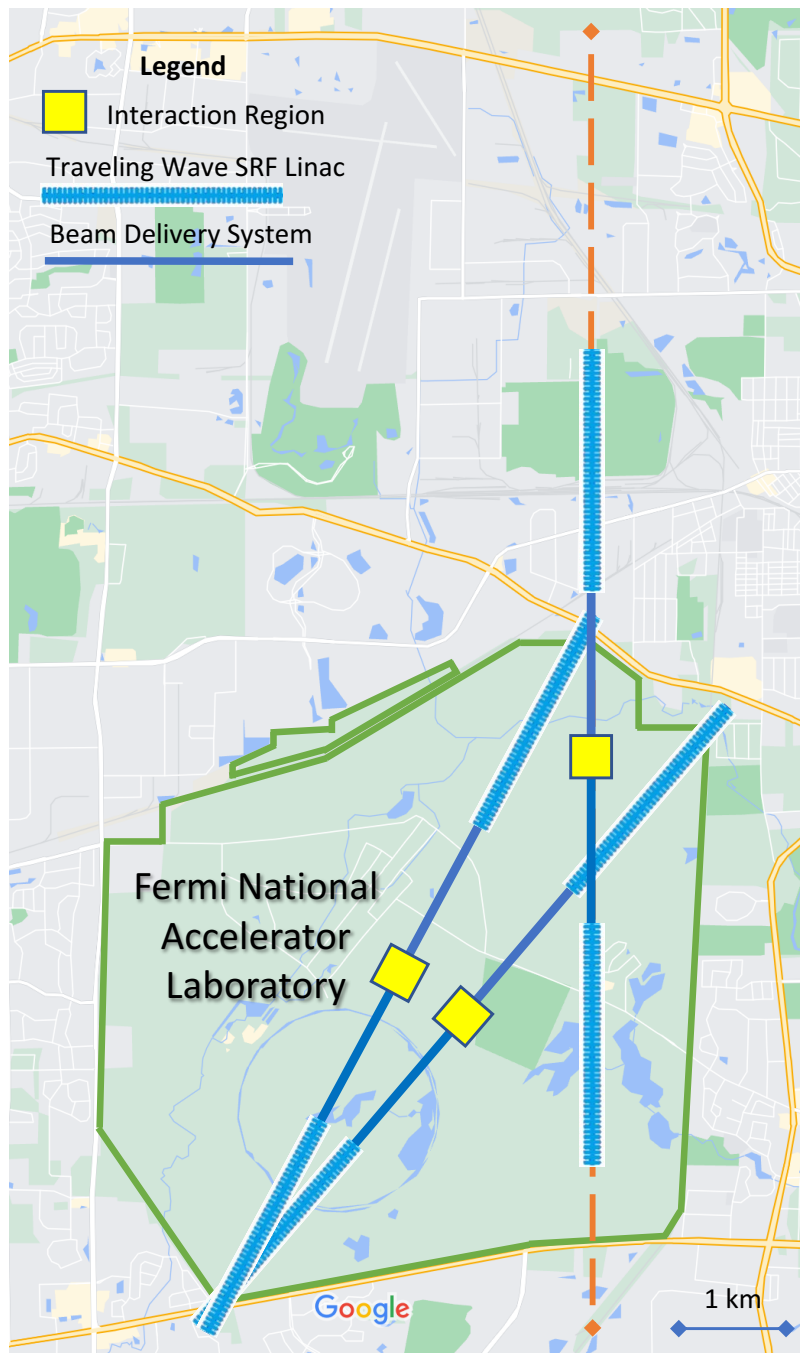 Legend
Interaction Region
Traveling Wave SRF Linac
Beam Delivery System
Fermi National
Accelerator
Laboratory
Google
1 km